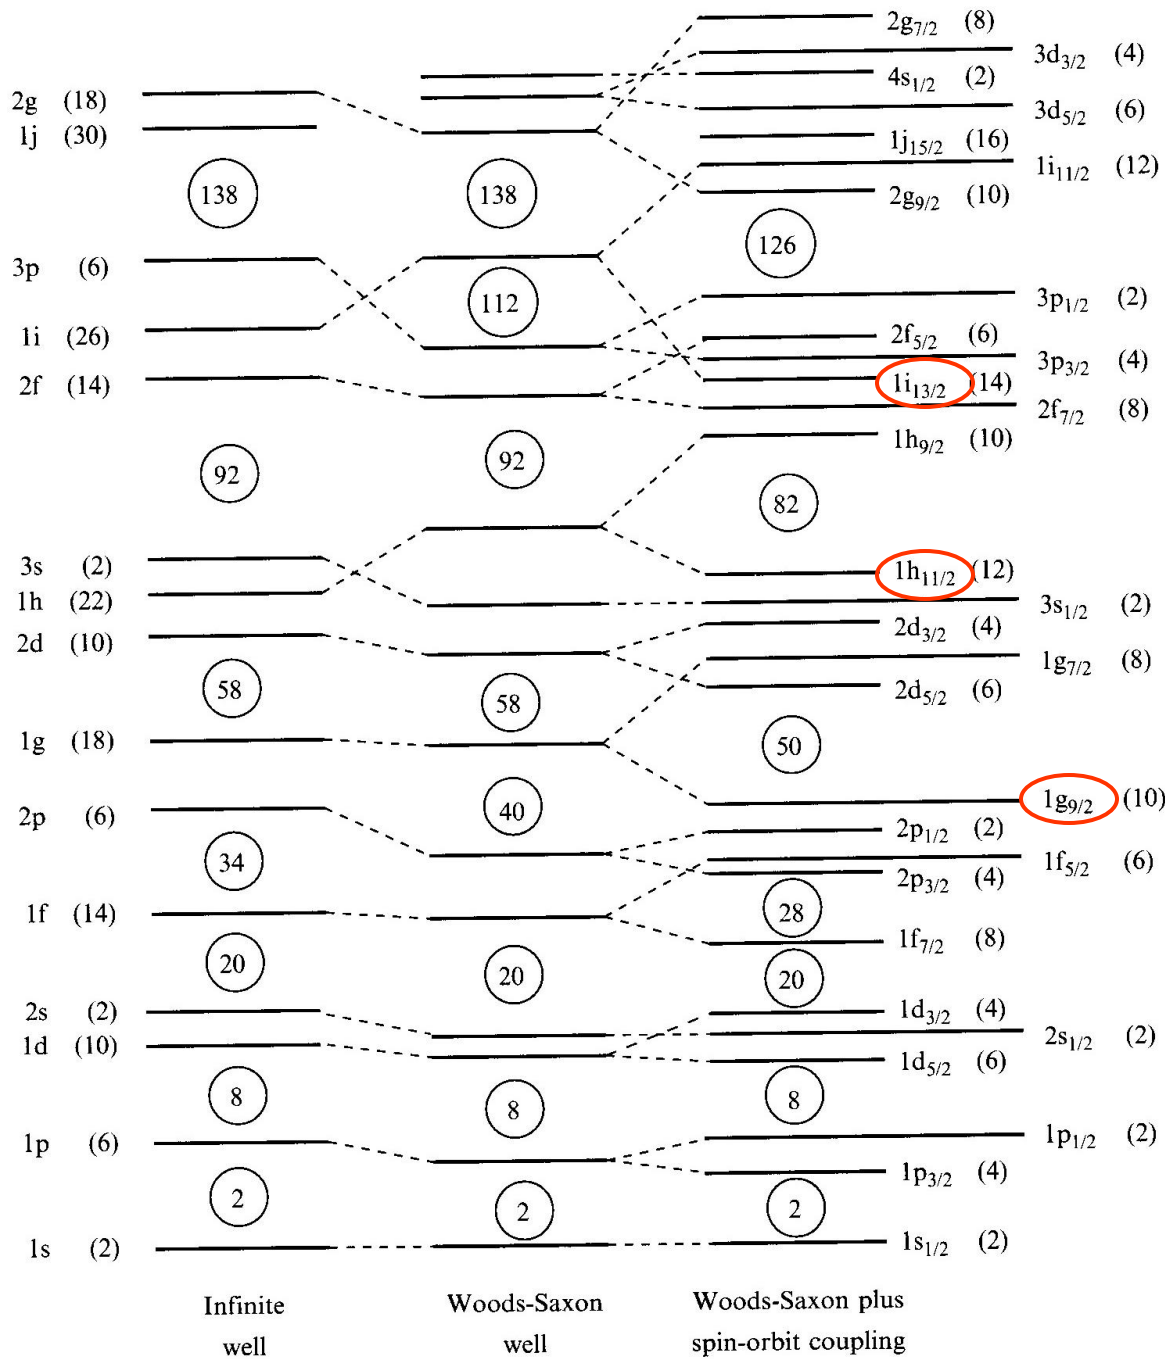 2g7/2 (8)
3d3/2 (4)
4s1/2 (2)
2g (18)
3d5/2 (6)
1j (30)
1j15/2 (16)
1i11/2 (12)
138 138
2g9/2 (10)
126
3p (6)
112
3p1/2 (2)
1i (26)
2f5/2 (6)
3p3/2 (4)
2f (14)
1i13/2 (14)
2f7/2 (8)
1h9/2 (10)
92 92
82
3s (2)
1h11/2 (12)
1h (22)
3s1/2 (2)
2d3/2 (4)
2d (10)
1g7/2 (8)
58 58
2d5/2 (6)
1g (18)
50
1g9/2 (10)
40
2p (6)
2p1/2 (2)
34
1f5/2 (6)
2p3/2 (4)
1f (14)
28
1f7/2 (8)
20 20 20
2s (2)
1d3/2 (4)
2s1/2 (2)
1d (10)
1d5/2 (6)
8 8 8
1p (6)
1p1/2 (2)
1p3/2 (4)
2 2 2
1s (2)
1s1/2 (2)
Infinite
well
Woods-Saxon
well
Woods-Saxon plus
spin-orbit coupling